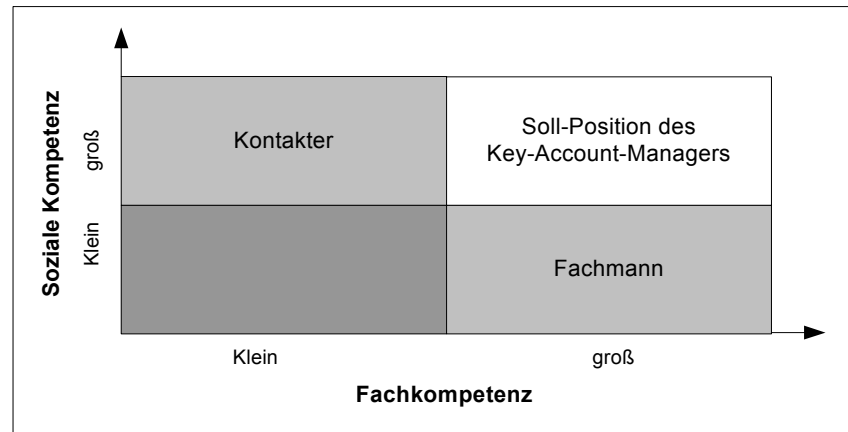 Soziale Kompetenz
groß
Klein
Kontakter
Soll-Position des
Key-Account-Managers
Fachmann
Klein
groß
Fachkompetenz